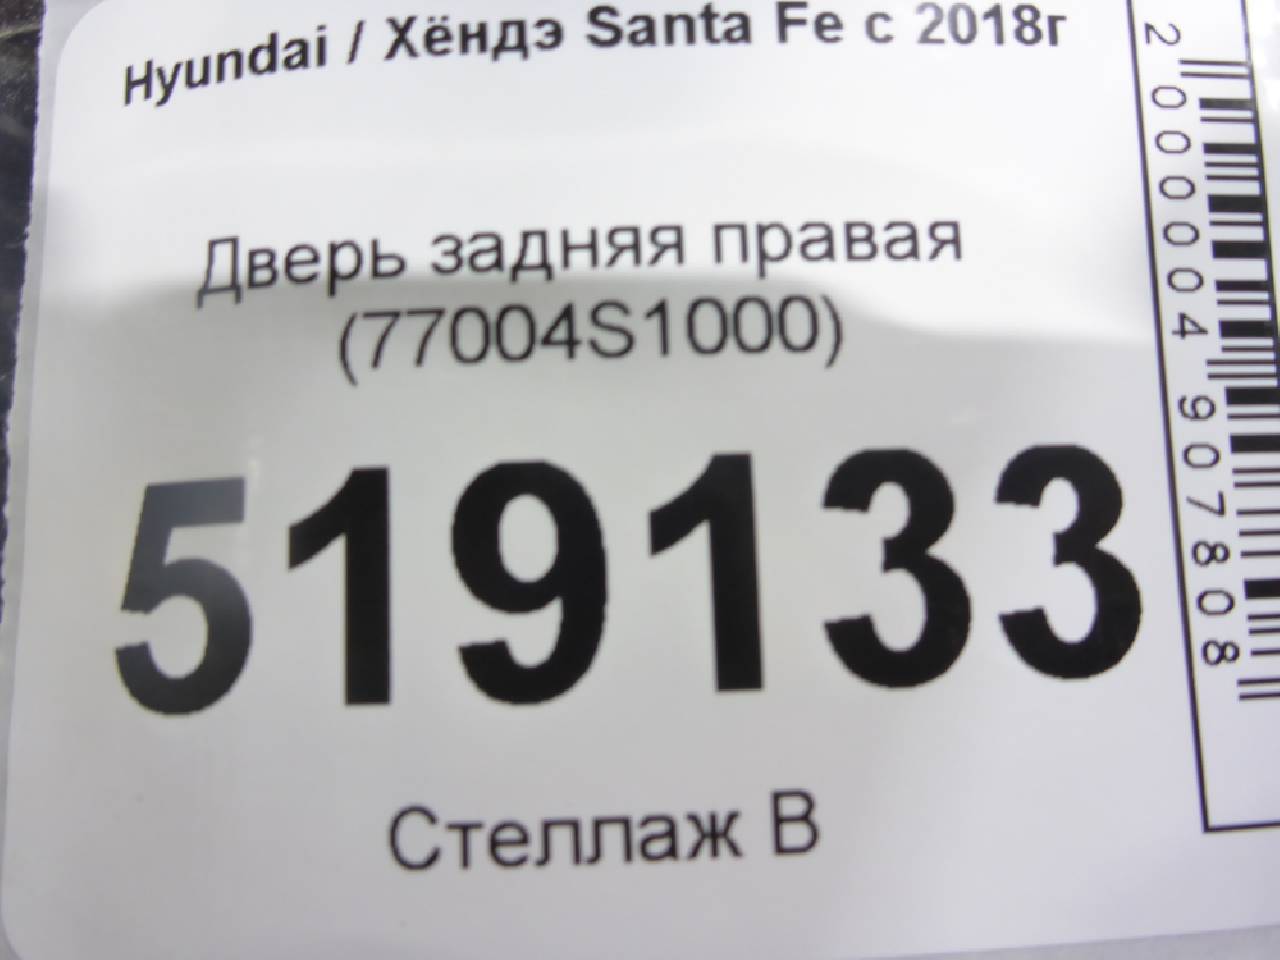 Hyundai / Хёндэ Santa Fe с 2018г
Дверь задняя правая
(77004S1000)
519133
Стеллаж В
2000004907808